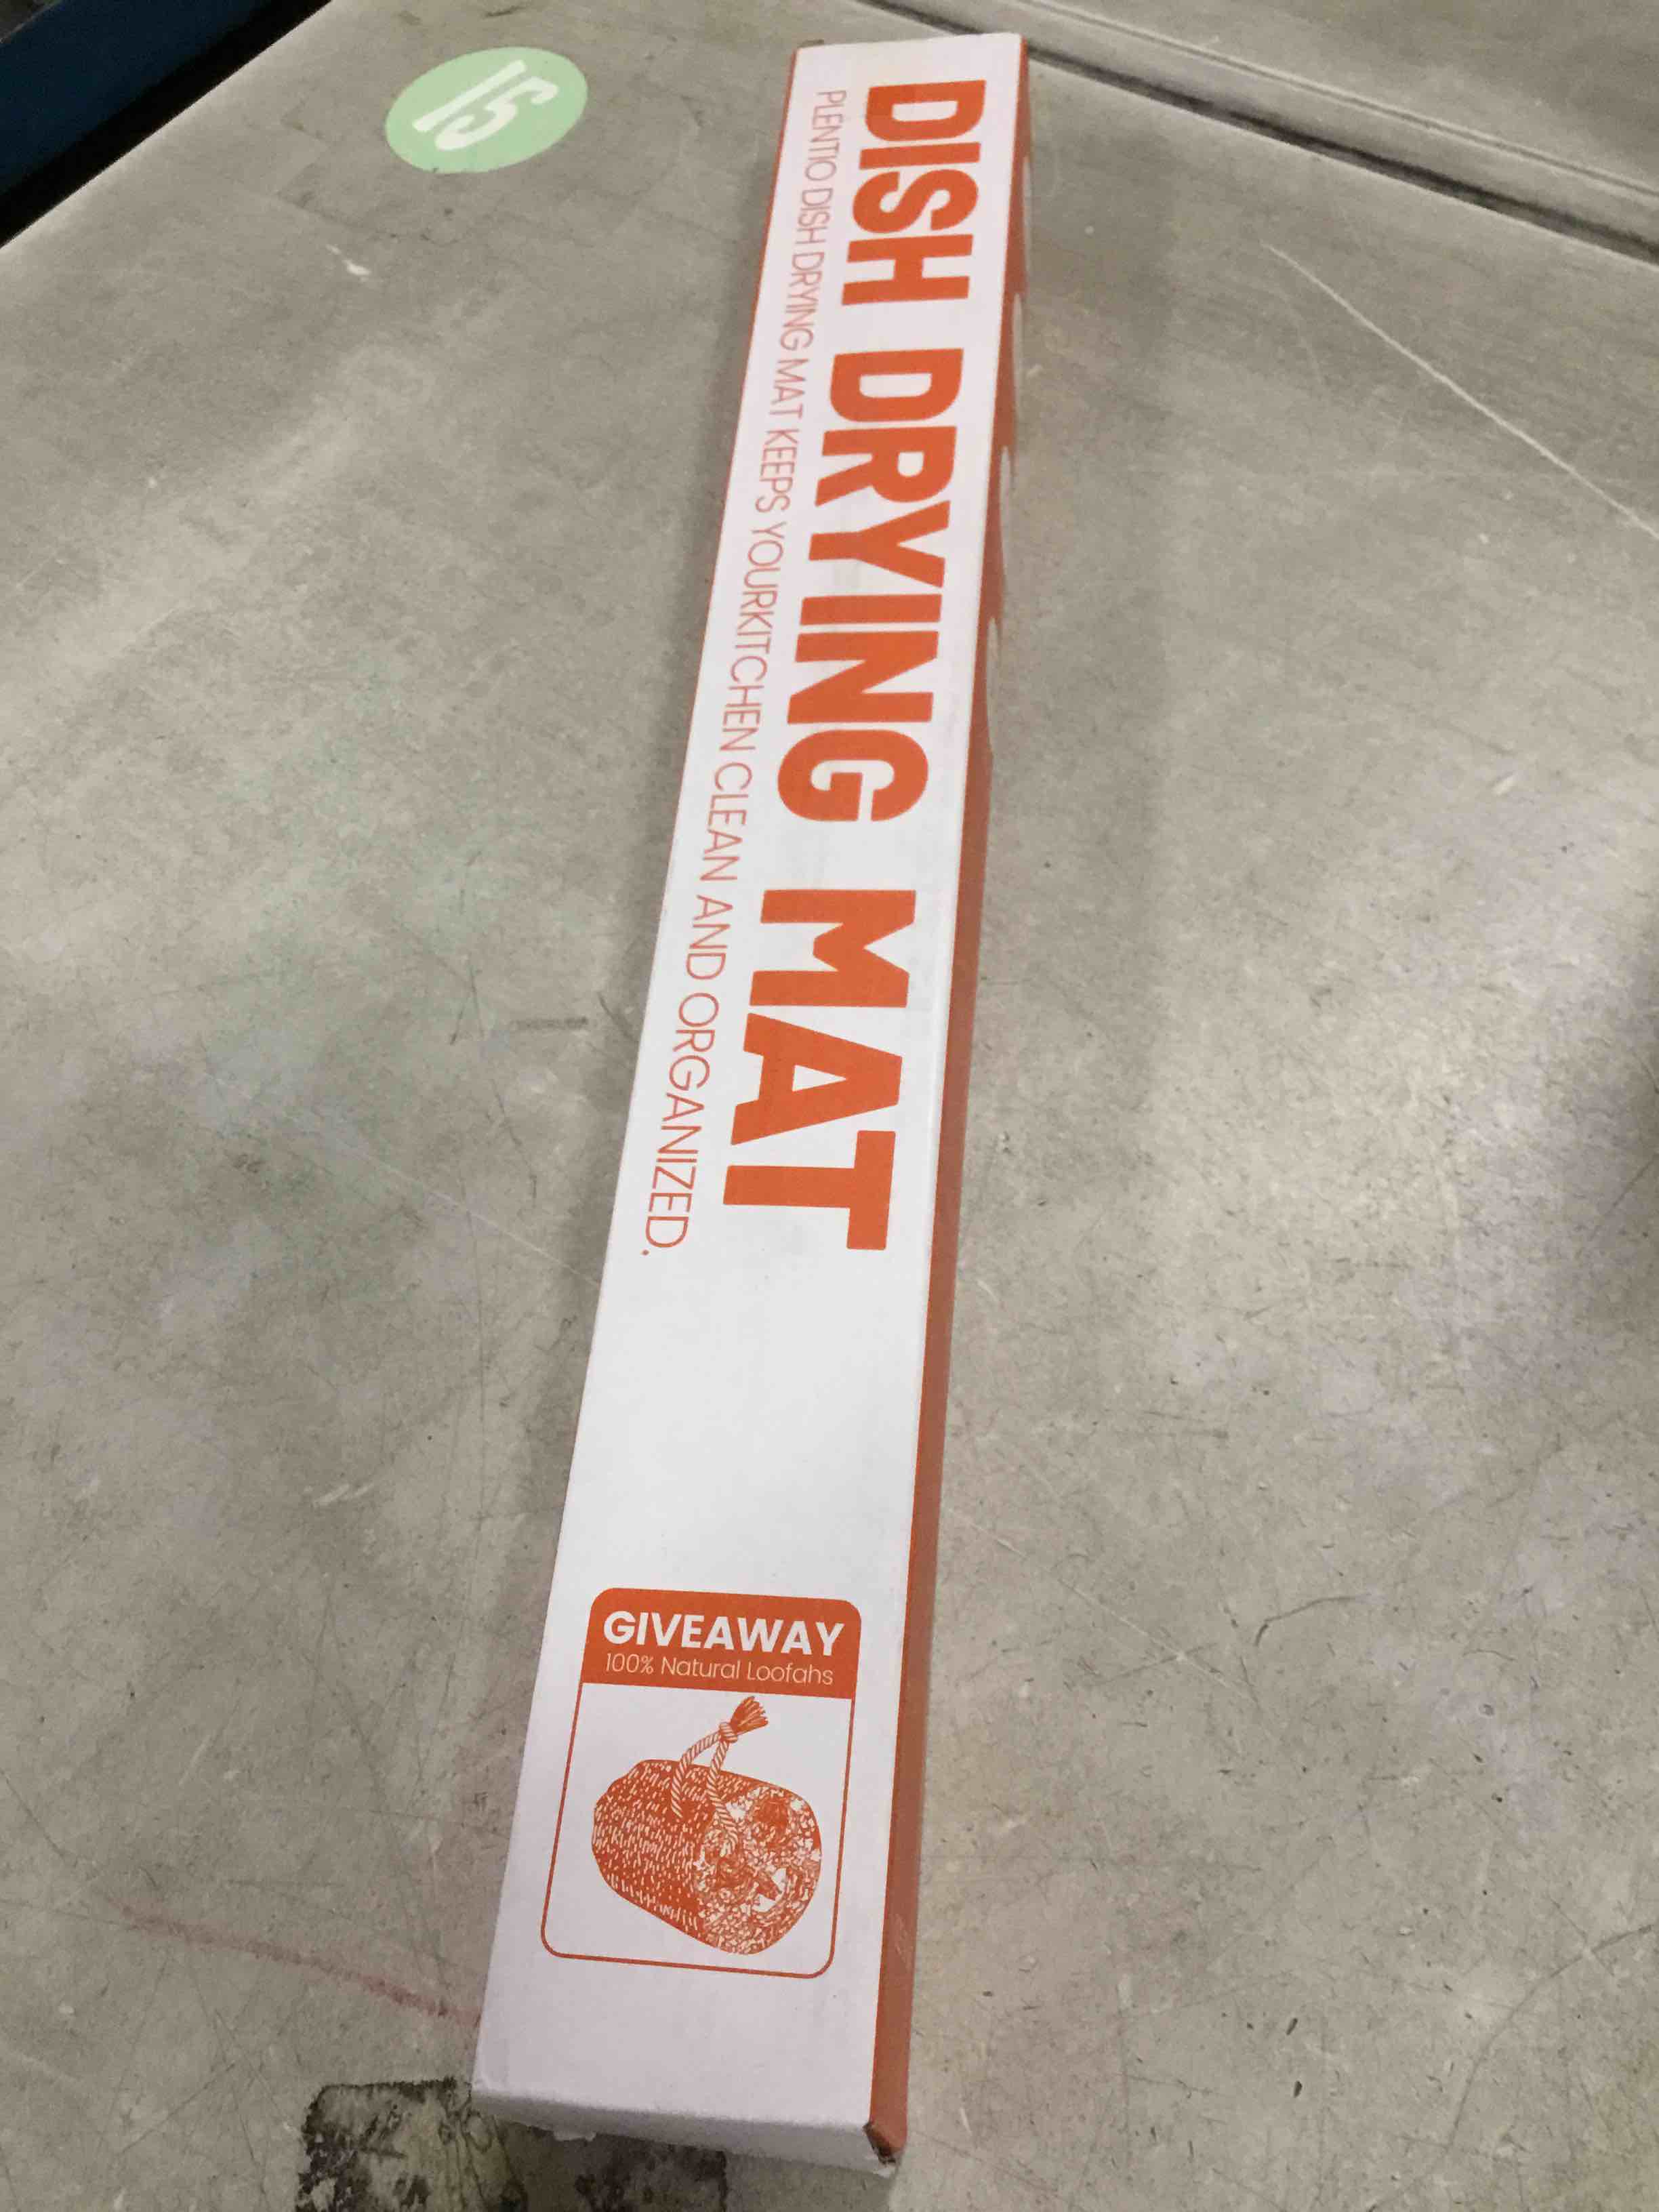 15
DISH DRYING MAT
PLENTIO DISH DRYING MAT KEEPS YOURKITCHEN CLEAN AND ORGANIZED.
GIVEAWAY
100% Natural Loofahs